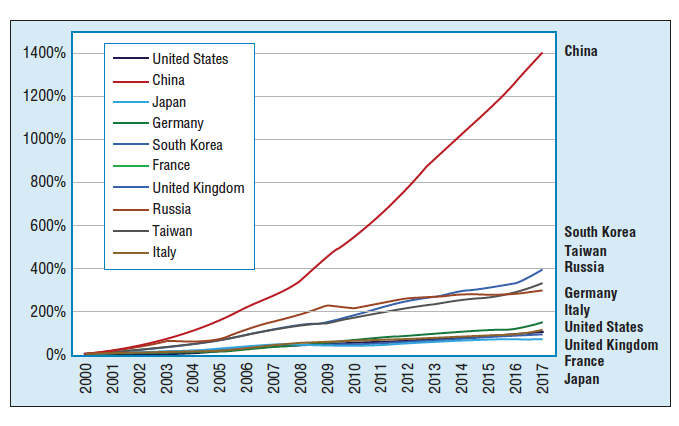 1400%
1200%
1000%
800%
600%
400%
200%
0%
United States
China
Japan
Germany
South Korea
France
United Kingdom
Russia
Taiwan
Italy
2000
2001
2002
2003
2004
2005
2006
2007
2008
2009
2010
2011
2012
2013
2014
2015
2016
2017
China
South Korea
Taiwan
Russia
Germany
Italy
United States
United Kingdom
France
Japan